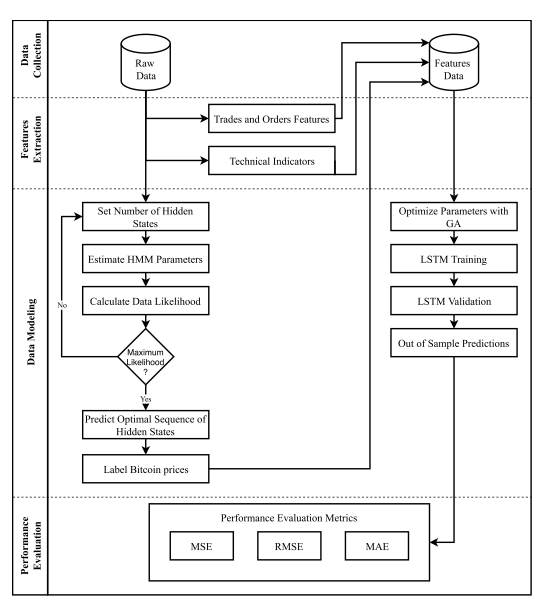 Data
Collection
Raw
Data
Features
Data
Features
Extraction
Trades and Orders Features
Technical Indicators
Data Modeling
Set Number of Hidden
States
Estimate HMM Parameters
Calculate Data Likelihood
No
Maximum
Likelihood
?
Yes
Predict Optimal Sequence of
Hidden States
Label Bitcoin prices
Optimize Parameters with
GA
LSTM Training
LSTM Validation
Out of Sample Predictions
Performance
Evaluation
Performance Evaluation Metrics
MSE
RMSE
MAE